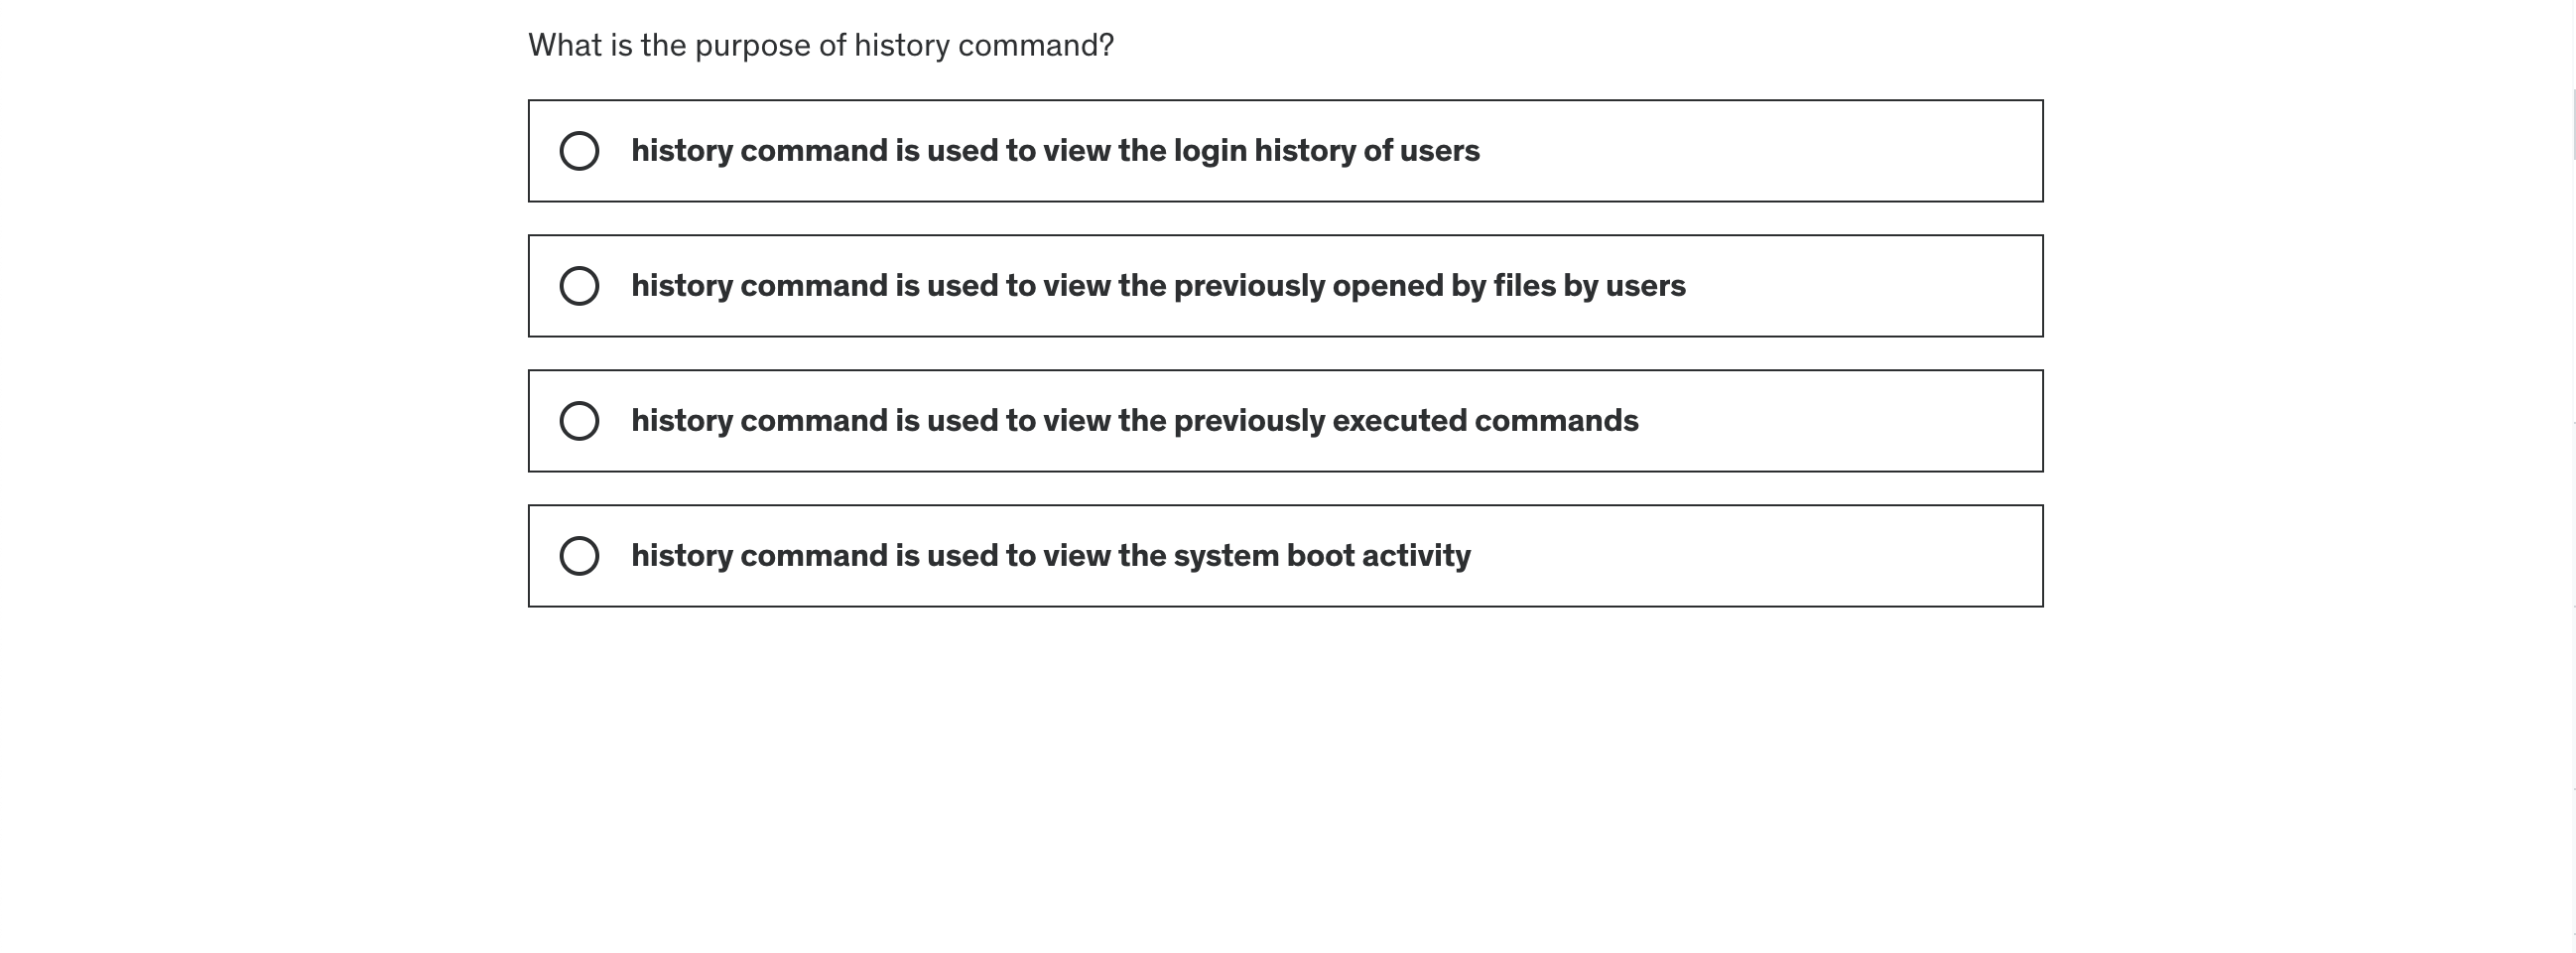 What is the purpose of history command?
history command is used to view the login history of users
history command is used to view the previously opened by files by users
history command is used to view the previously executed commands
history command is used to view the system boot activity